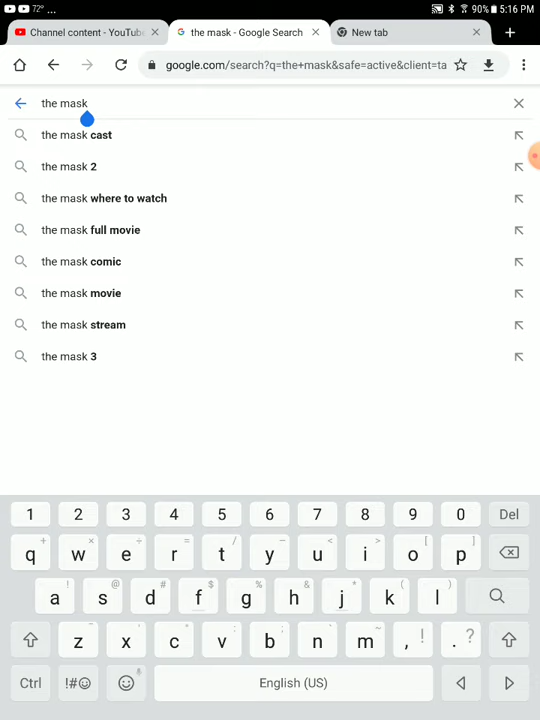 72° ... 90% 5:16 PM
Channel content - YouTube the mask - Google Search New tab
google.com/search?q=the+mask&safe=active&client=ta
the mask
the mask cast
the mask 2
the mask where to watch
the mask full movie
the mask comic
the mask movie
the mask stream
the mask 3
1 2 3 4 5 6 7 8 9 0 Del
q + w × e ÷ r = t / y – u < i > o [ p ]
a ! s @ d # f $ g % h & j * k ( l )
z - x ' c " v : b ; n , m ~ , ! . ?
Ctrl !#☺ English (US)